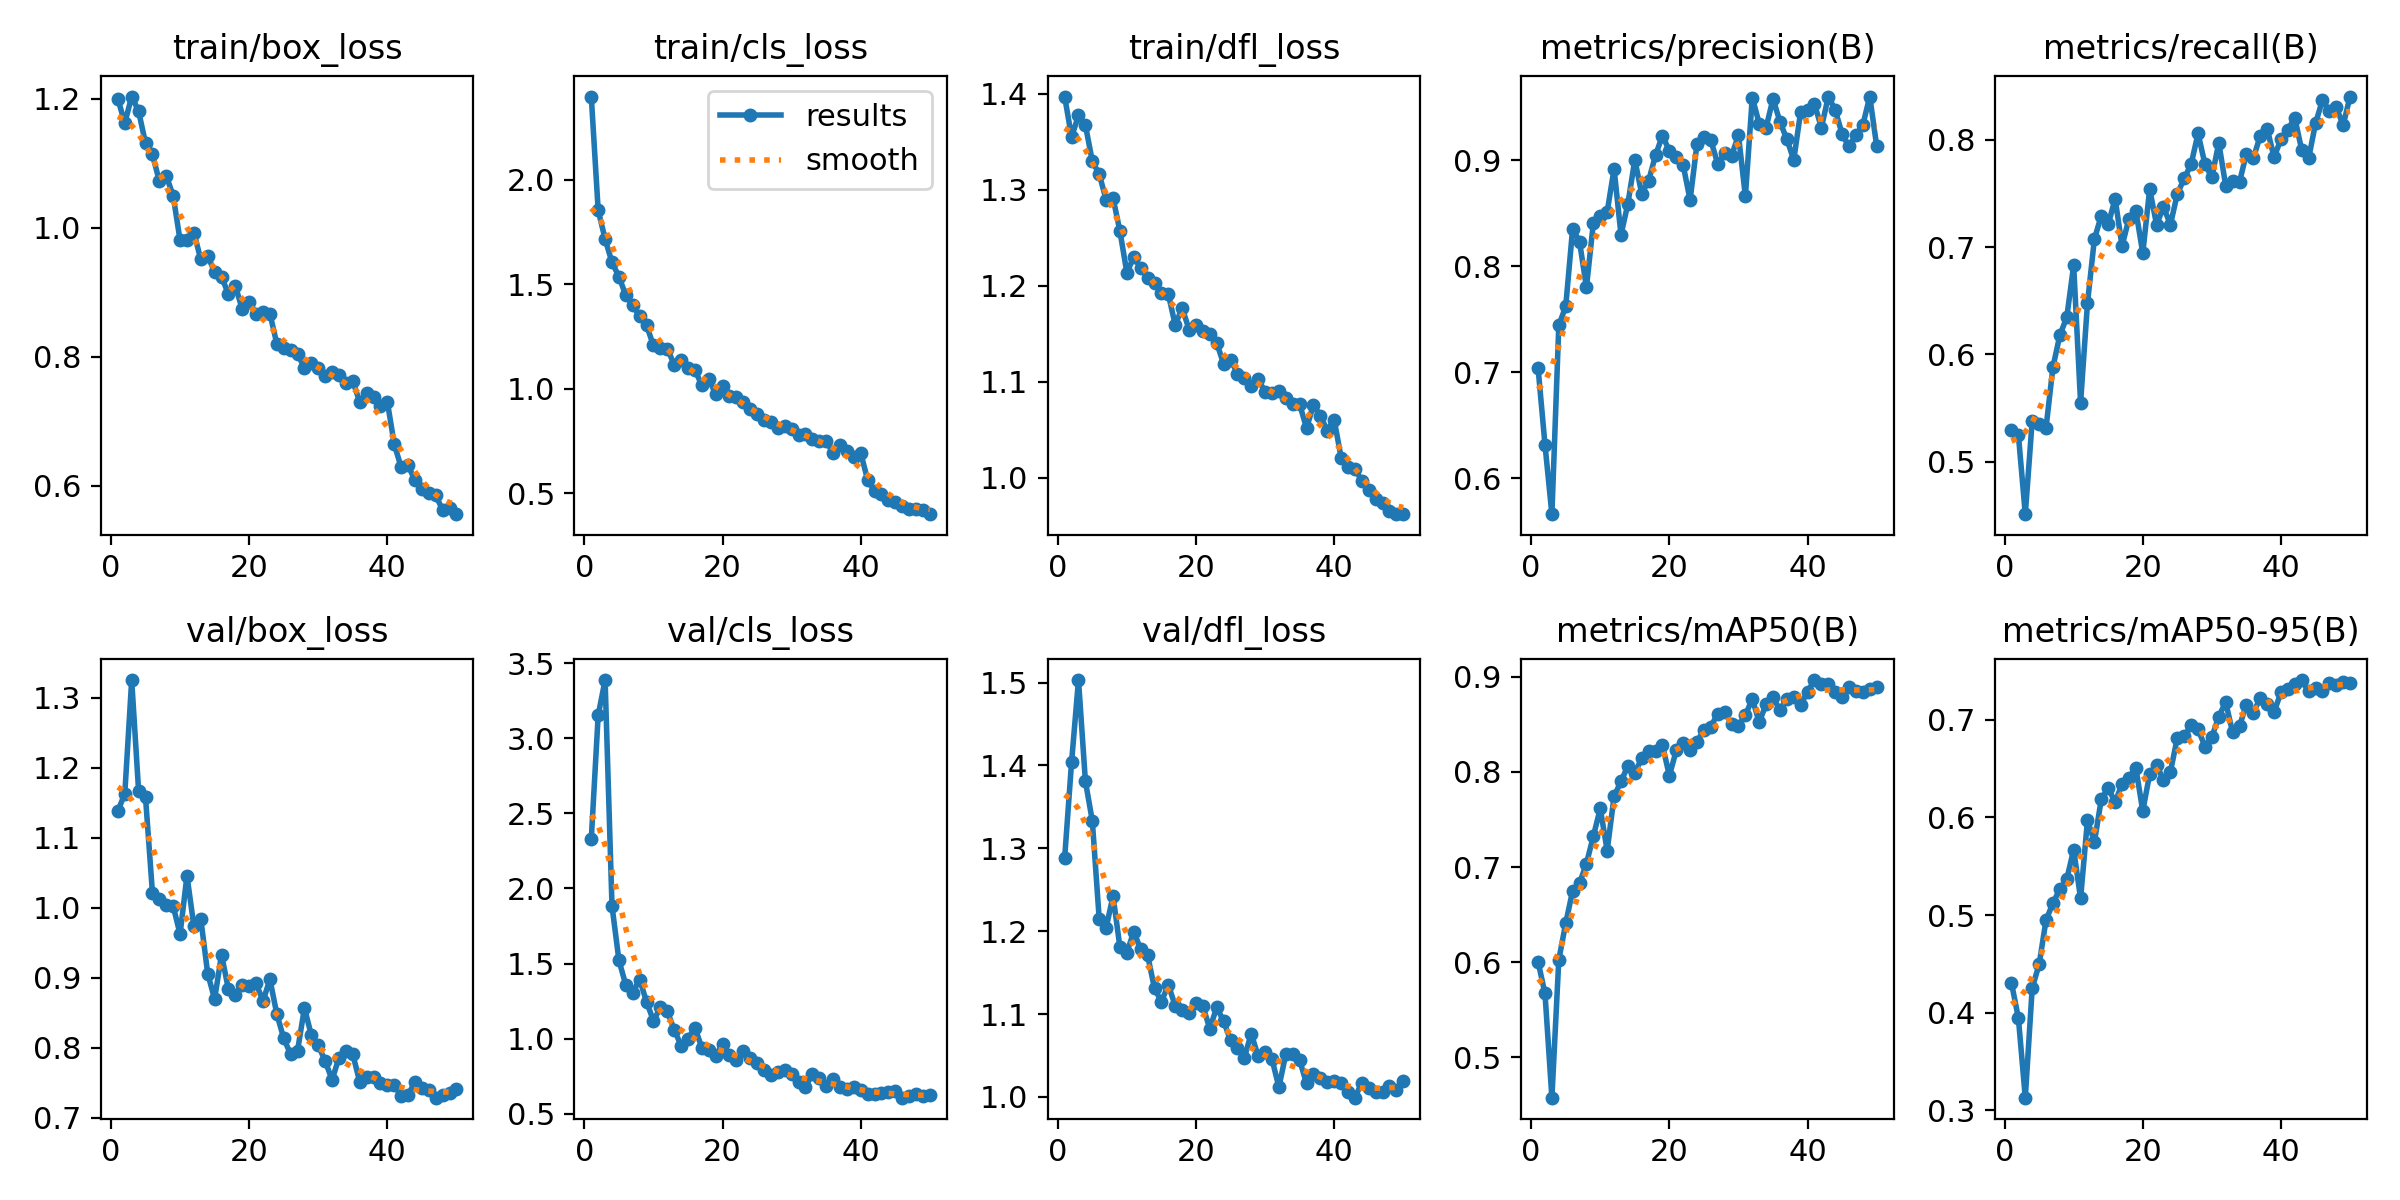 train/box_loss
1.2
1.0
0.8
0.6
0 20 40
train/cls_loss
results
smooth
2.0
1.5
1.0
0.5
0 20 40
train/dfl_loss
1.4
1.3
1.2
1.1
1.0
0 20 40
metrics/precision(B)
0.9
0.8
0.7
0.6
0 20 40
metrics/recall(B)
0.8
0.7
0.6
0.5
0 20 40
val/box_loss
1.3
1.2
1.1
1.0
0.9
0.8
0.7
0 20 40
val/cls_loss
3.5
3.0
2.5
2.0
1.5
1.0
0.5
0 20 40
val/dfl_loss
1.5
1.4
1.3
1.2
1.1
1.0
0 20 40
metrics/mAP50(B)
0.9
0.8
0.7
0.6
0.5
0 20 40
metrics/mAP50-95(B)
0.7
0.6
0.5
0.4
0.3
0 20 40